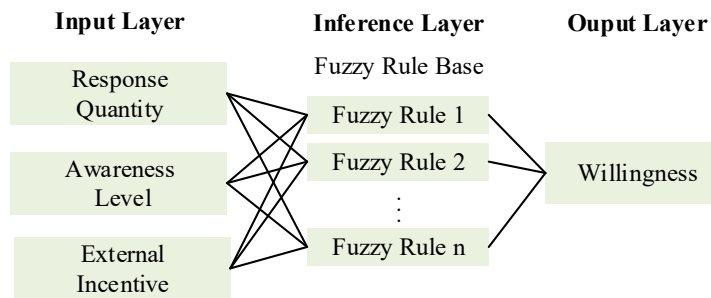 Input Layer
Inference Layer
Ouput Layer
Fuzzy Rule Base
Response
Quantity
Awareness
Level
External
Incentive
Fuzzy Rule 1
Fuzzy Rule 2
⋮
Fuzzy Rule n
Willingness